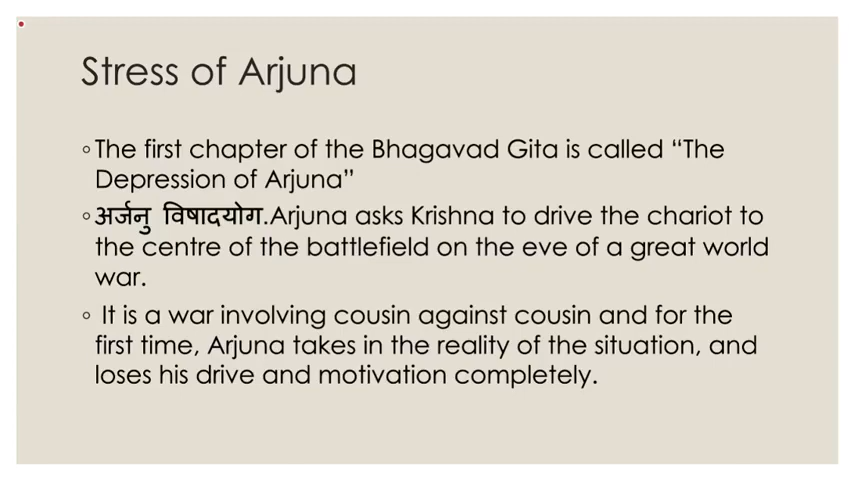 Stress of Arjuna
◦The first chapter of the Bhagavad Gita is called “The
Depression of Arjuna”
◦अर्जनु विषादयोग.Arjuna asks Krishna to drive the chariot to
the centre of the battlefield on the eve of a great world
war.
◦ It is a war involving cousin against cousin and for the
first time, Arjuna takes in the reality of the situation, and
loses his drive and motivation completely.